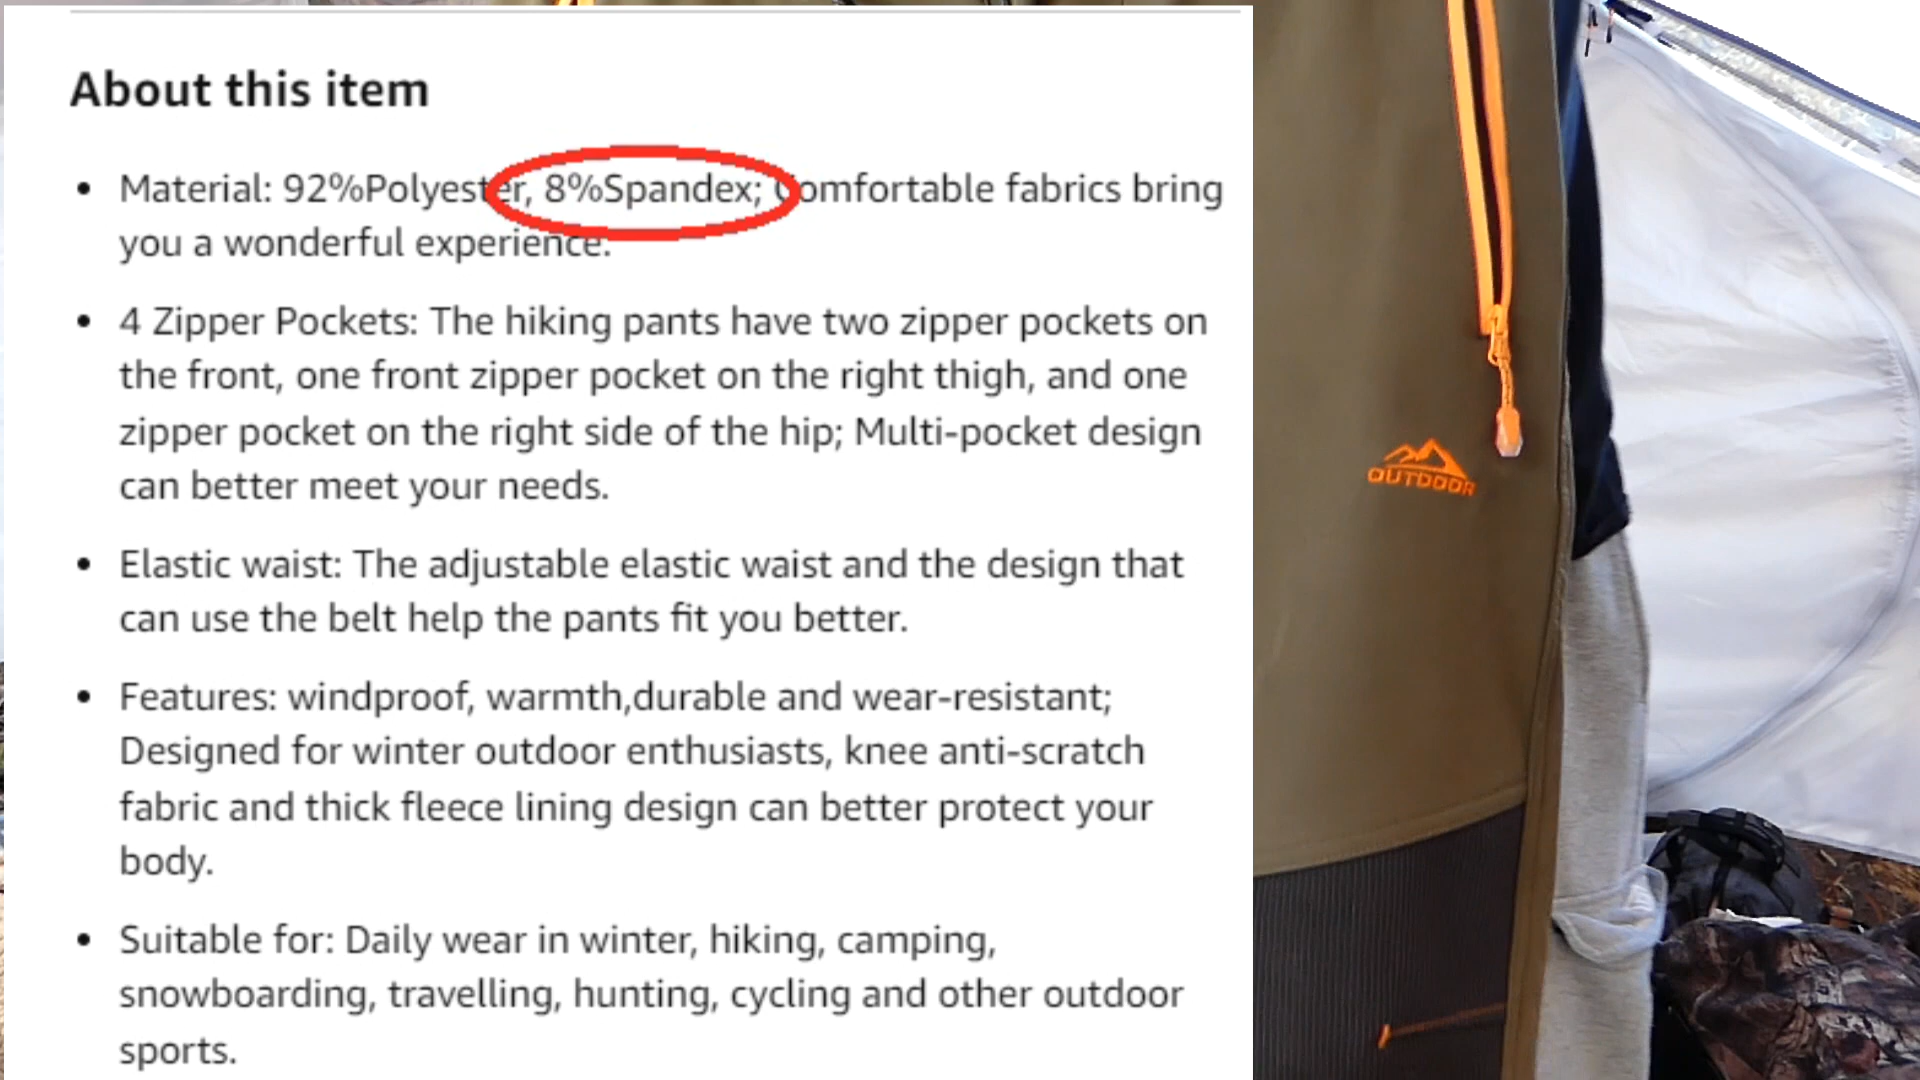 About this item
• Material: 92%Polyester, 8%Spandex; Comfortable fabrics bring
you a wonderful experience.
• 4 Zipper Pockets: The hiking pants have two zipper pockets on
the front, one front zipper pocket on the right thigh, and one
zipper pocket on the right side of the hip; Multi-pocket design
can better meet your needs.
• Elastic waist: The adjustable elastic waist and the design that
can use the belt help the pants fit you better.
• Features: windproof, warmth,durable and wear-resistant;
Designed for winter outdoor enthusiasts, knee anti-scratch
fabric and thick fleece lining design can better protect your
body.
• Suitable for: Daily wear in winter, hiking, camping,
snowboarding, travelling, hunting, cycling and other outdoor
sports.
OUTDOOR